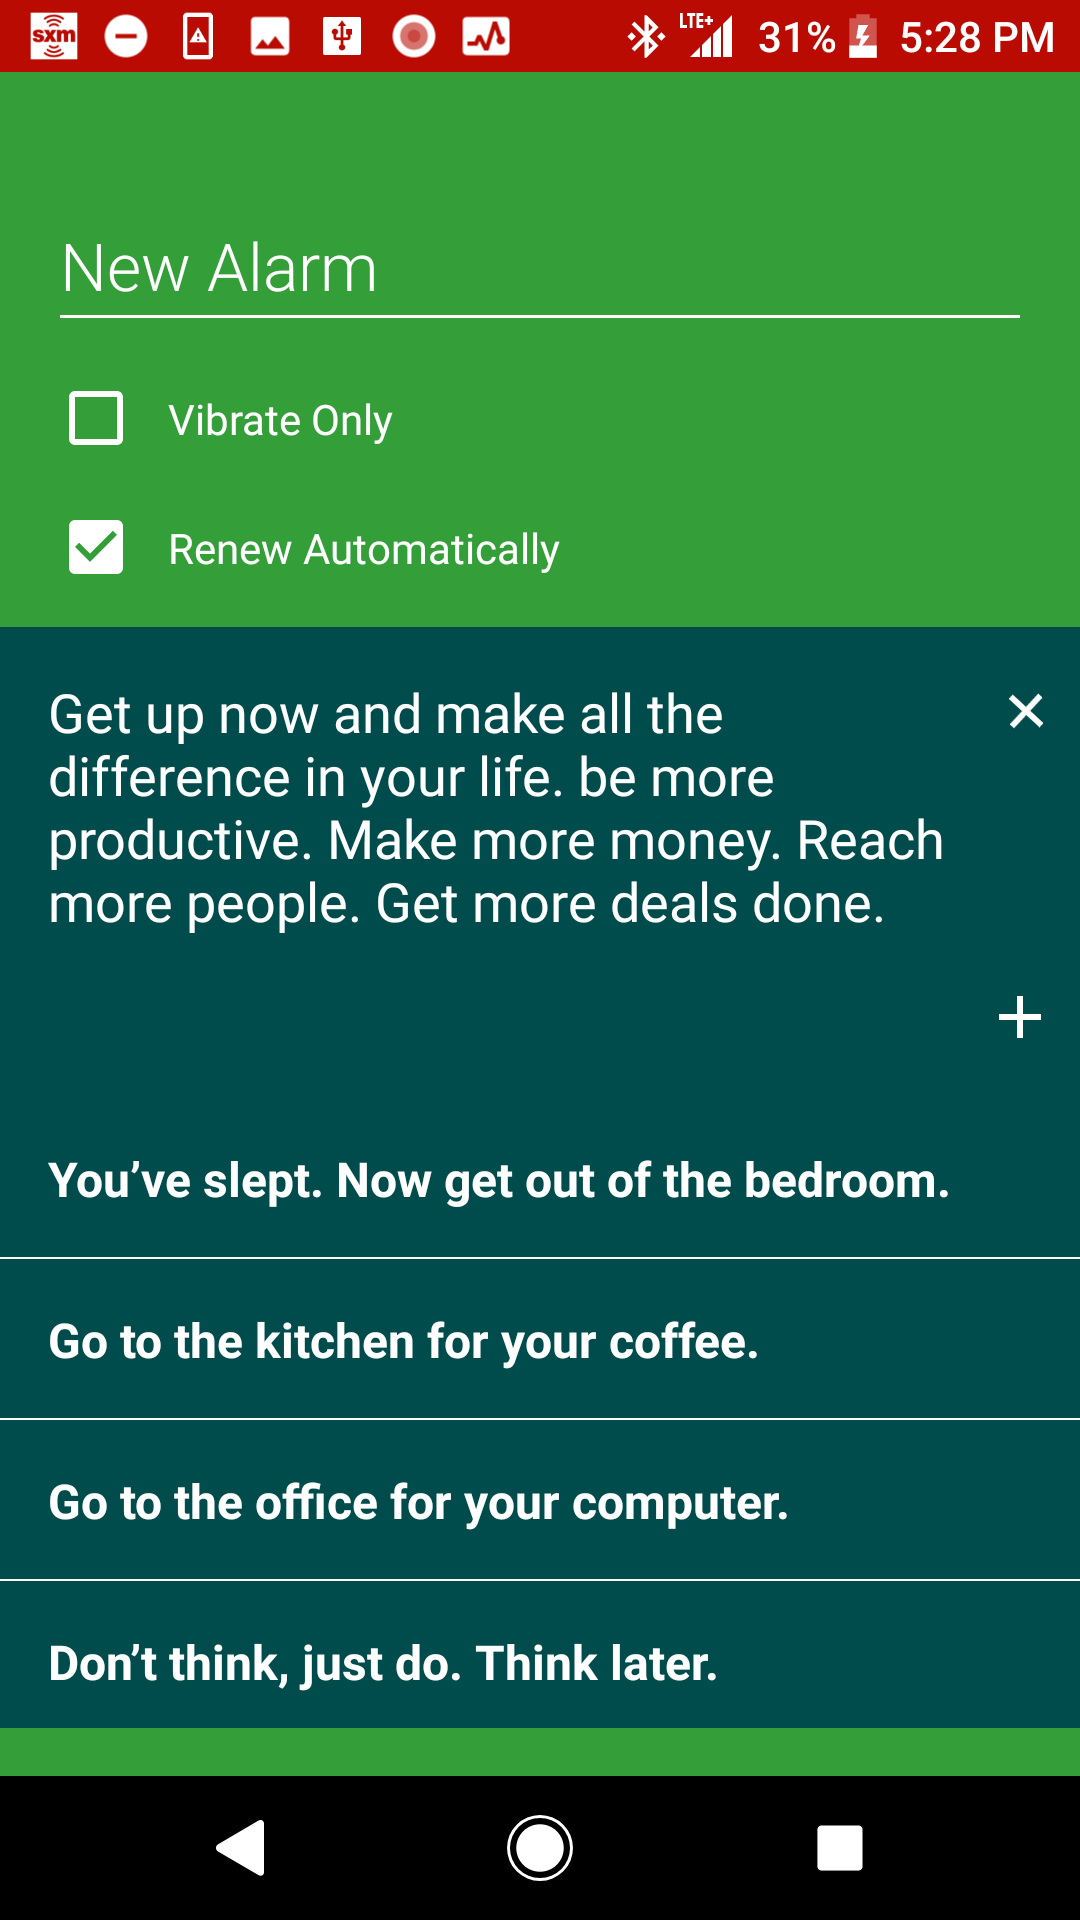 sxm LTE+ 31% 5:28 PM
New Alarm
Vibrate Only
Renew Automatically
Get up now and make all the
difference in your life. be more
productive. Make more money. Reach
more people. Get more deals done.
You’ve slept. Now get out of the bedroom.
Go to the kitchen for your coffee.
Go to the office for your computer.
Don’t think, just do. Think later.